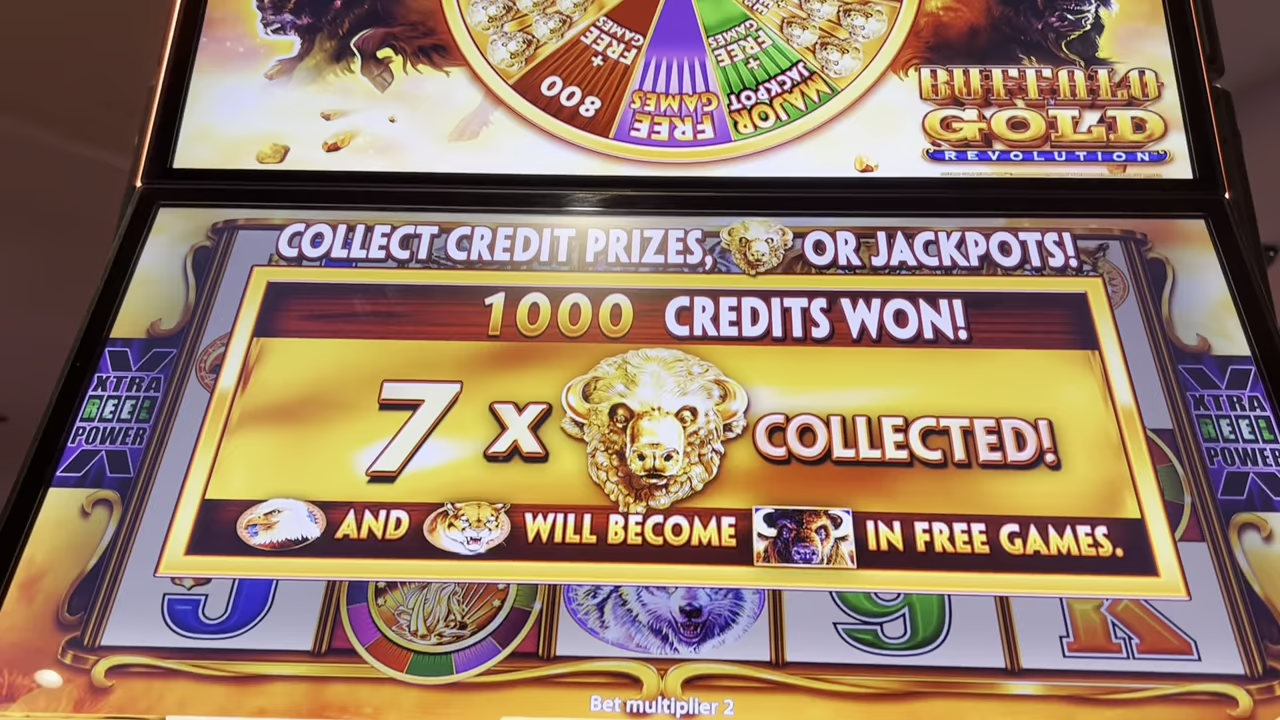 800
+
FREE
GAMES
FREE
GAMES
MAJOR
JACKPOT
+
FREE
GAMES
BUFFALO
GOLD
REVOLUTION
COLLECT CREDIT PRIZES, OR JACKPOTS!
1000 CREDITS WON!
XTRA
REEL
POWER
7 x COLLECTED!
XTRA
REEL
POWER
AND WILL BECOME IN FREE GAMES.
J
9
K
Bet multiplier 2